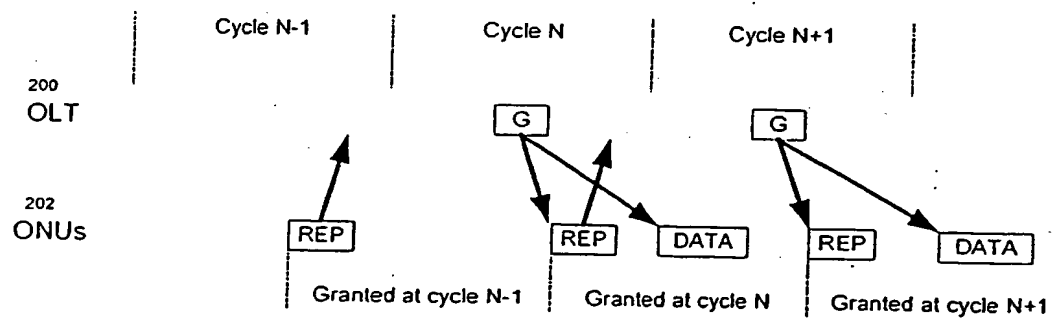 Cycle N-1
Cycle N
Cycle N+1
200
OLT
G
G
202
ONUs
REP
REP
DATA
REP
DATA
Granted at cycle N-1
Granted at cycle N
Granted at cycle N+1